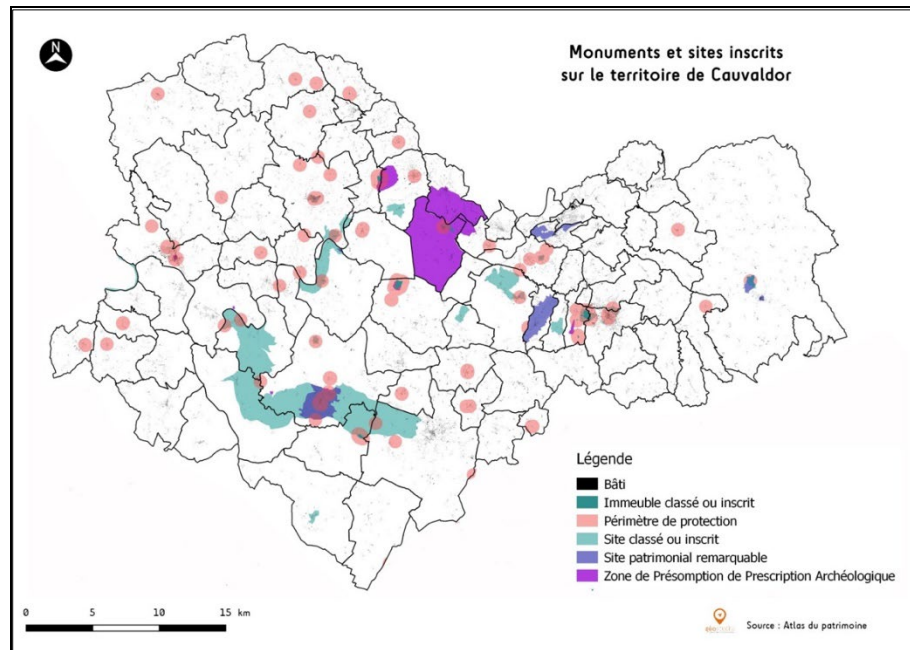 N
Monuments et sites inscrits
sur le territoire de Cauvaldor
Légende
Bâti
Immeuble classé ou inscrit
Périmètre de protection
Site classé ou inscrit
Site patrimonial remarquable
Zone de Présomption de Prescription Archéologique
0 5 10 15 km
Source : Atlas du patrimoine